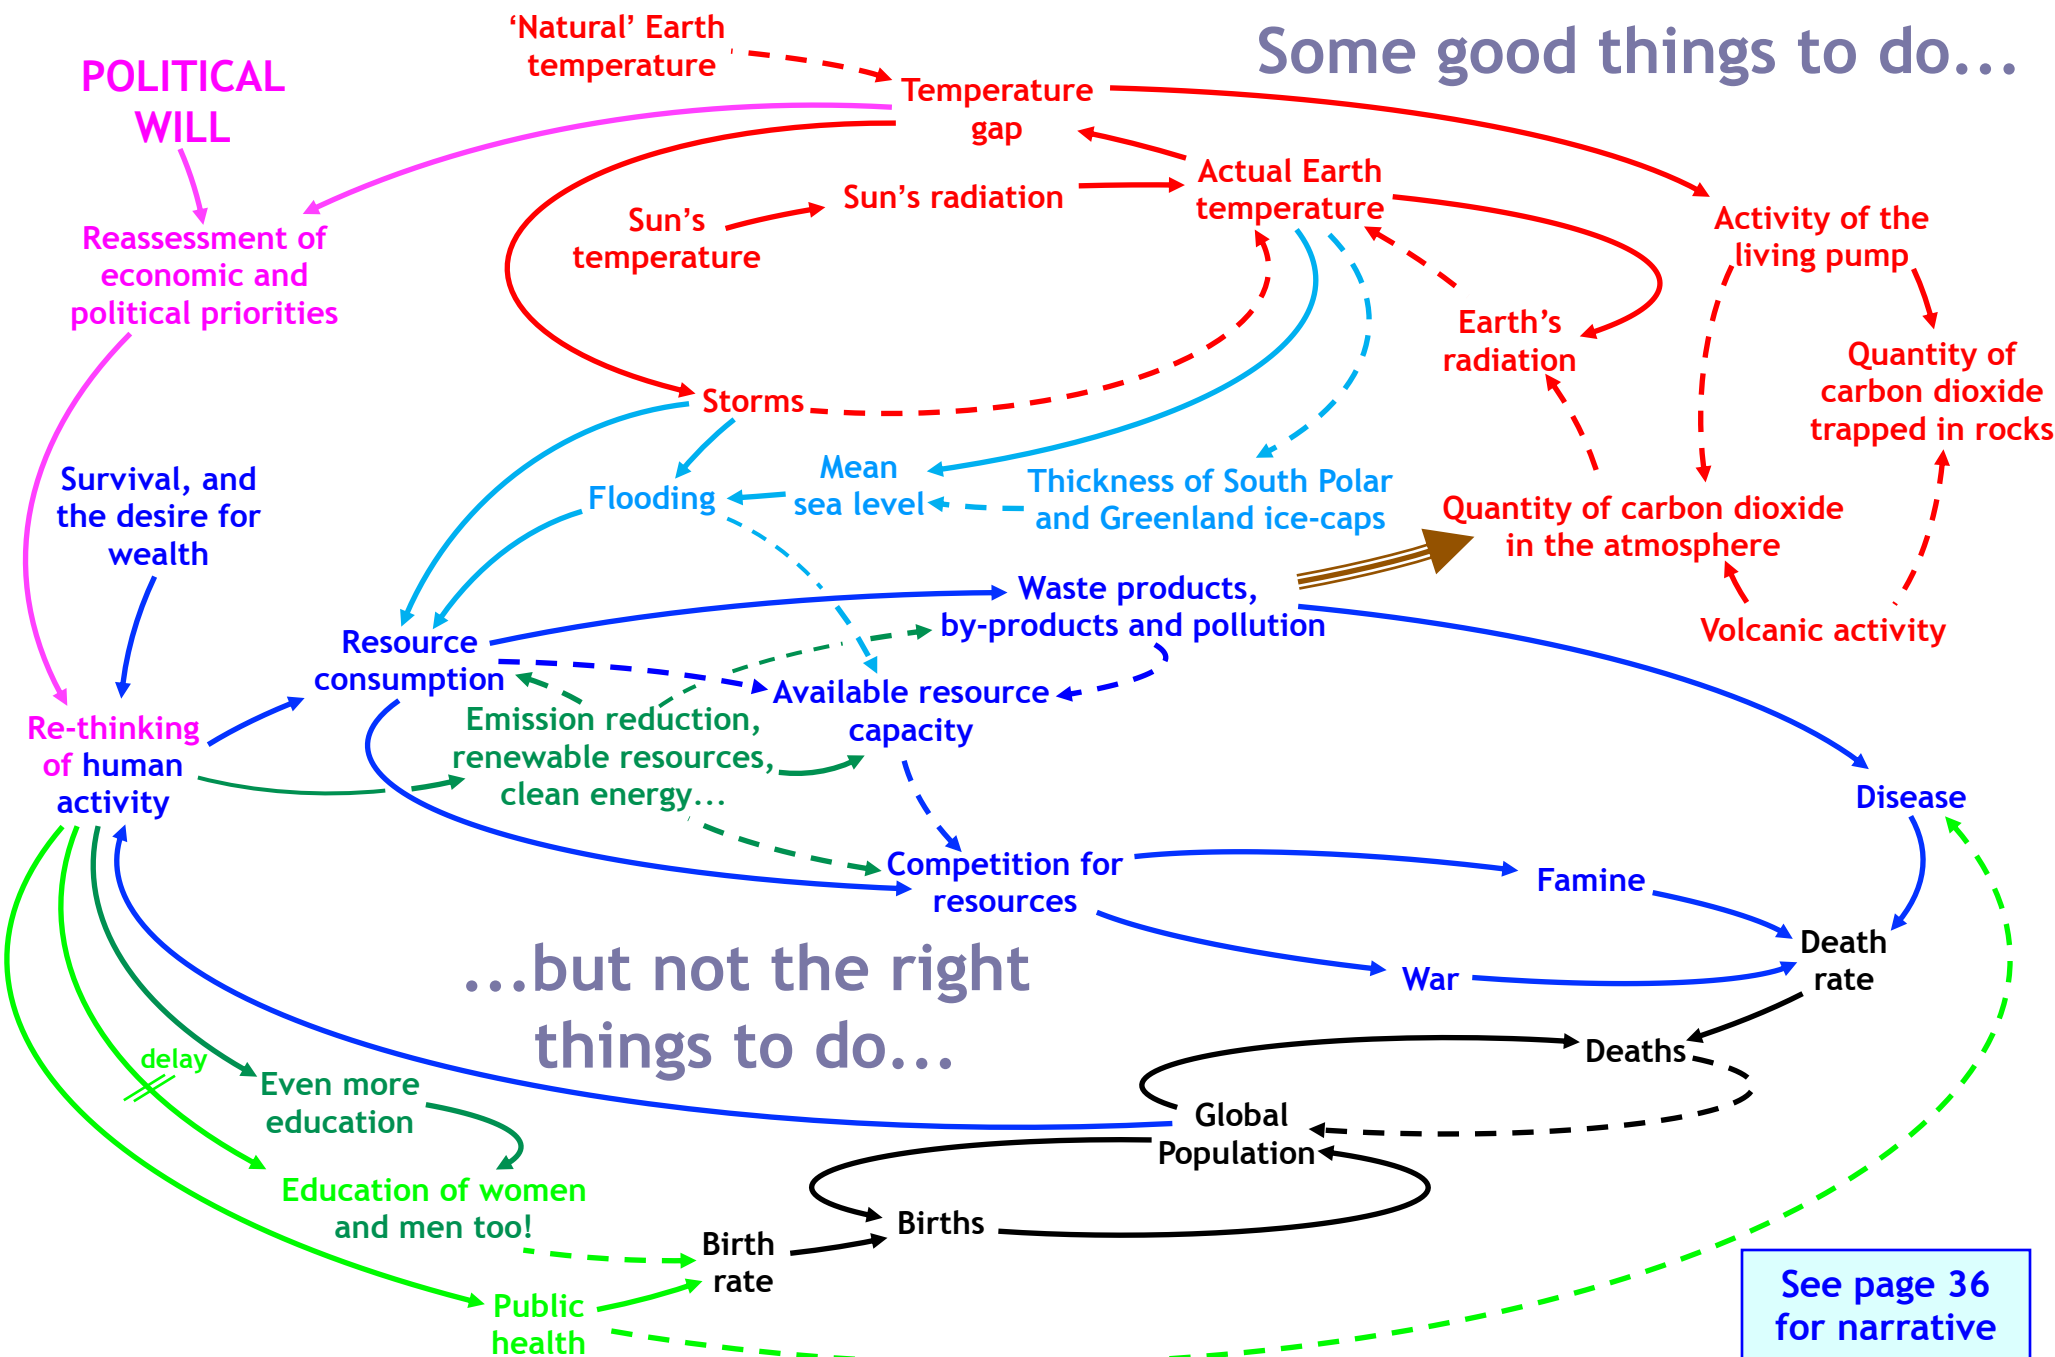 ‘Natural’ Earth
temperature
Some good things to do...
POLITICAL
WILL
Temperature
gap
Actual Earth
temperature
Sun’s radiation
Sun’s
temperature
Activity of the
living pump
Reassessment of
economic and
political priorities
Earth’s
radiation
Quantity of
carbon dioxide
trapped in rocks
Storms
Survival, and
the desire for
wealth
Flooding
Mean
sea level
Thickness of South Polar
and Greenland ice-caps
Quantity of carbon dioxide
in the atmosphere
Waste products,
by-products and pollution
Volcanic activity
Resource
consumption
Available resource
capacity
Re-thinking
of human
activity
Emission reduction,
renewable resources,
clean energy...
Disease
Competition for
resources
Famine
Death
rate
War
...but not the right
things to do...
Deaths
delay
Even more
education
Global
Population
Education of women
and men too!
Births
Birth
rate
Public
health
See page 36
for narrative